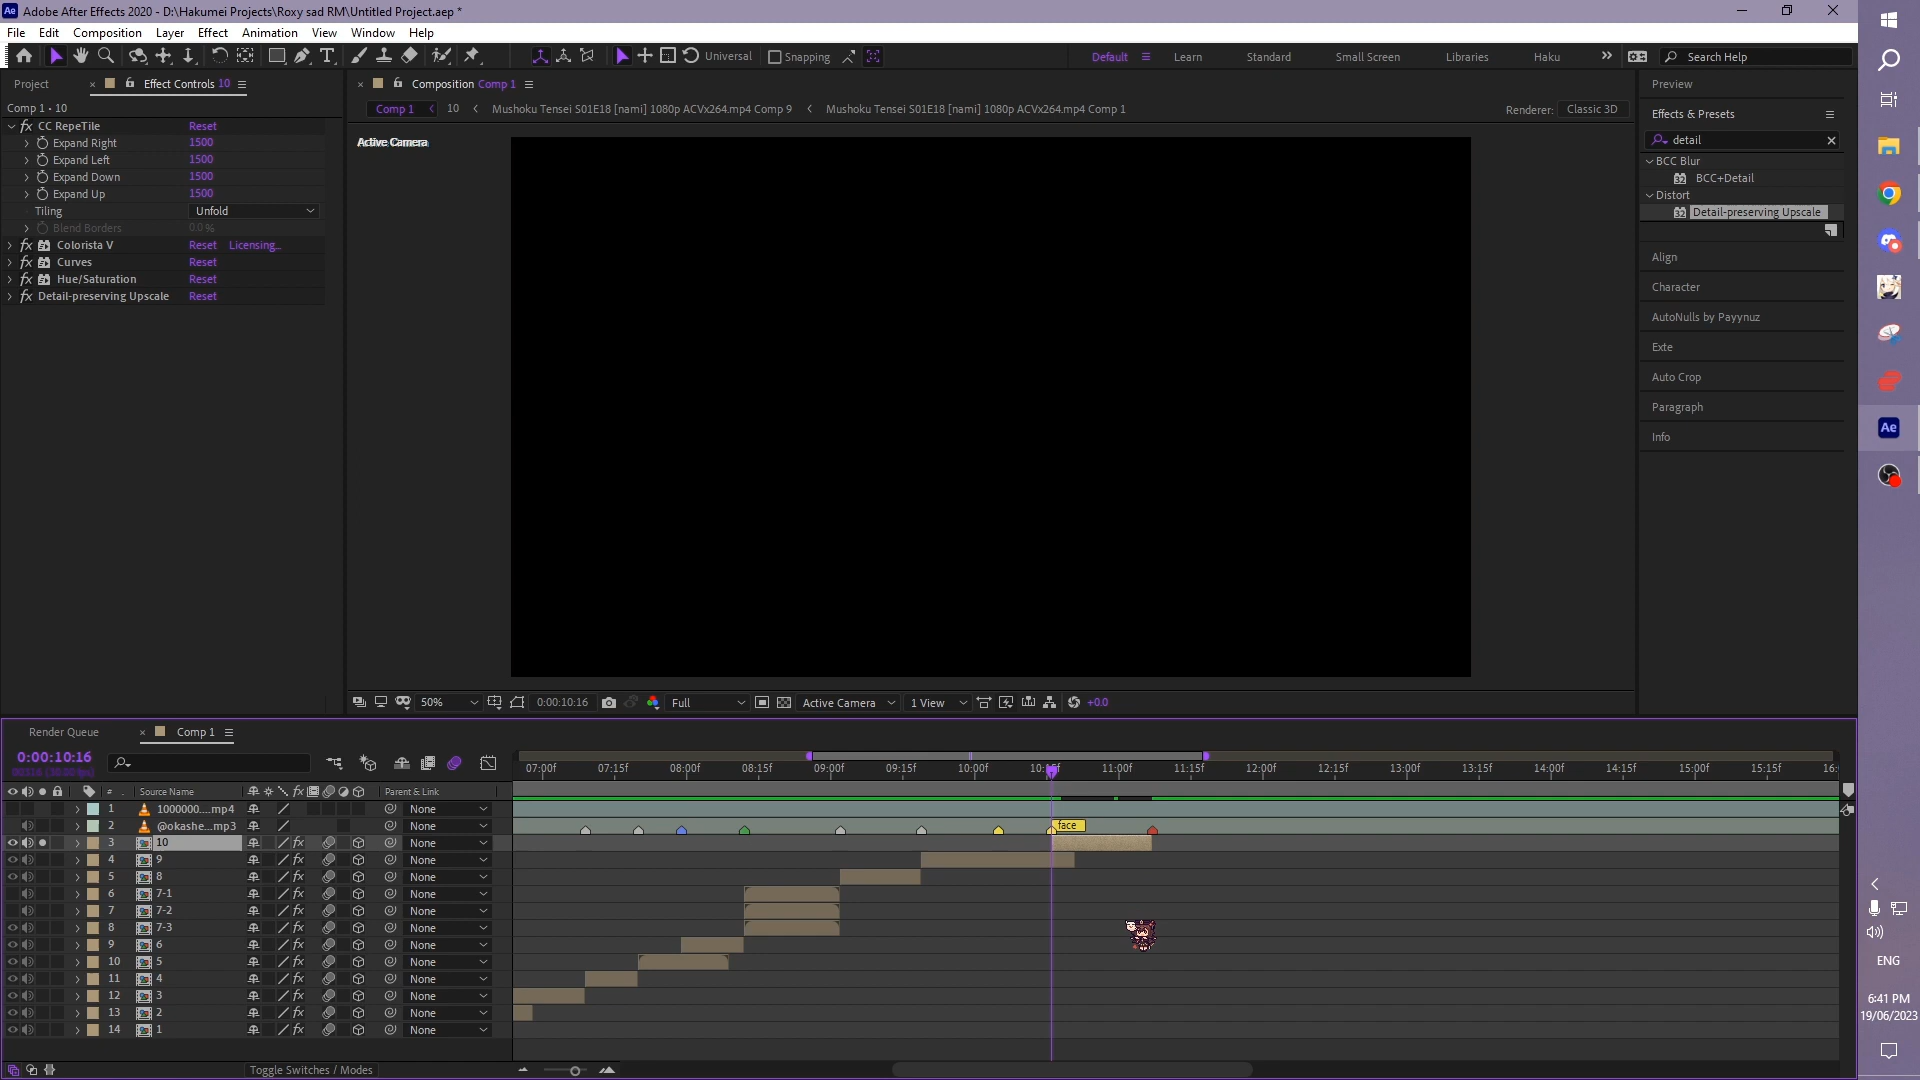 Adobe After Effects 2020 - D:\Hakumei Projects\Roxy sad RM\Untitled Project.aep *
File Edit Composition Layer Effect Animation View Window Help
Universal Snapping Default Learn Standard Small Screen Libraries Haku Search Help
Project Effect Controls 10
Comp 1 • 10
CC RepeTile Reset
Expand Right 1500
Expand Left 1500
Expand Down 1500
Expand Up 1500
Tiling Unfold
Blend Borders 0.0%
Colorista V Reset Licensing...
Curves Reset
Hue/Saturation Reset
Detail-preserving Upscale Reset
Composition Comp 1
Comp 1 10 Mushoku Tensei S01E18 [nami] 1080p ACVx264.mp4 Comp 9 Mushoku Tensei S01E18 [nami] 1080p ACVx264.mp4 Comp 1
Renderer: Classic 3D
Active Camera
50% 0:00:10:16 Full Active Camera 1 View +0.0
Preview
Effects & Presets
detail
BCC Blur
BCC+Detail
Distort
Detail-preserving Upscale
Align
Character
AutoNulls by Payynuz
Exte
Auto Crop
Paragraph
Info
Render Queue Comp 1
0:00:10:16
# Source Name Parent & Link
07:00f 07:15f 08:00f 08:15f 09:00f 09:15f 10:00f 10:15f 11:00f 11:15f 12:00f 12:15f 13:00f 13:15f 14:00f 14:15f 15:00f 15:15f 16:
1 1000000....mp4 None
2 @okashe...mp3 None
face
3 10 None
4 9 None
5 8 None
6 7-1 None
7 7-2 None
8 7-3 None
9 6 None
10 5 None
11 4 None
12 3 None
13 2 None
14 1 None
Toggle Switches / Modes
Ae
ENG
6:41 PM
19/06/2023